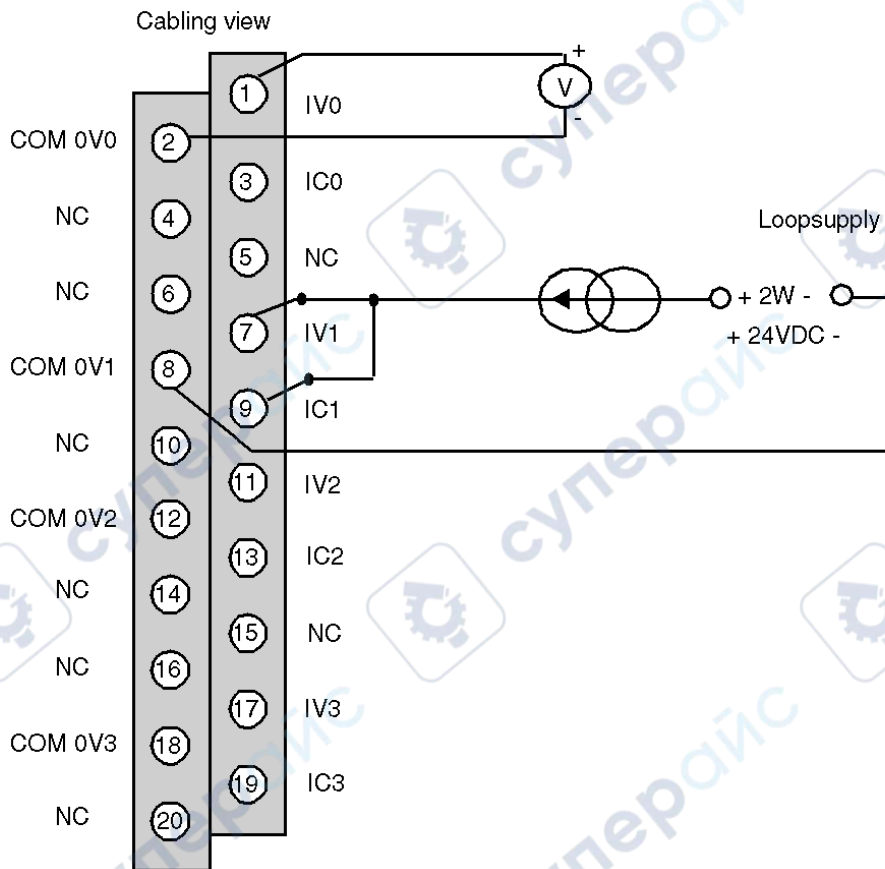 Cabling view
+
1
V
IV0
-
COM 0V0
2
3
IC0
NC
4
Loopsupply
5
NC
NC
6
+ 2W -
7
IV1
+ 24VDC -
COM 0V1
8
9
IC1
NC
10
11
IV2
COM 0V2
12
13
IC2
NC
14
15
NC
NC
16
17
IV3
COM 0V3
18
19
IC3
NC
20
суперайс
суперайс
суперайс
суперайс
суперайс
суперайс